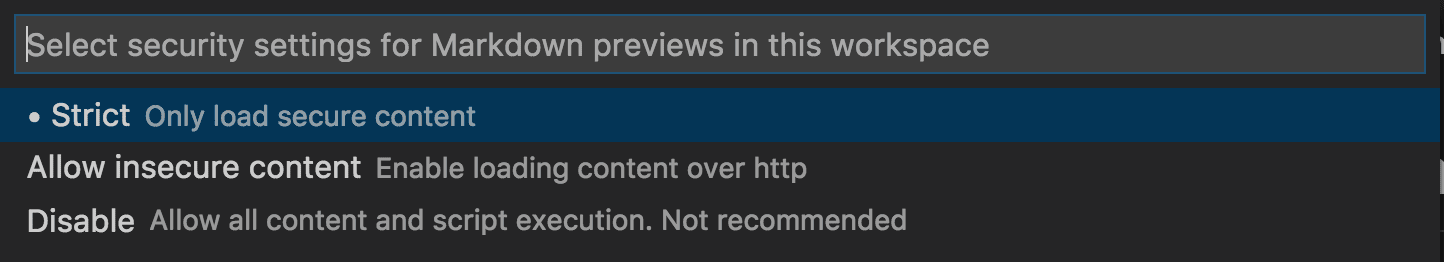 Select security settings for Markdown previews in this workspace
• Strict Only load secure content
Allow insecure content Enable loading content over http
Disable Allow all content and script execution. Not recommended